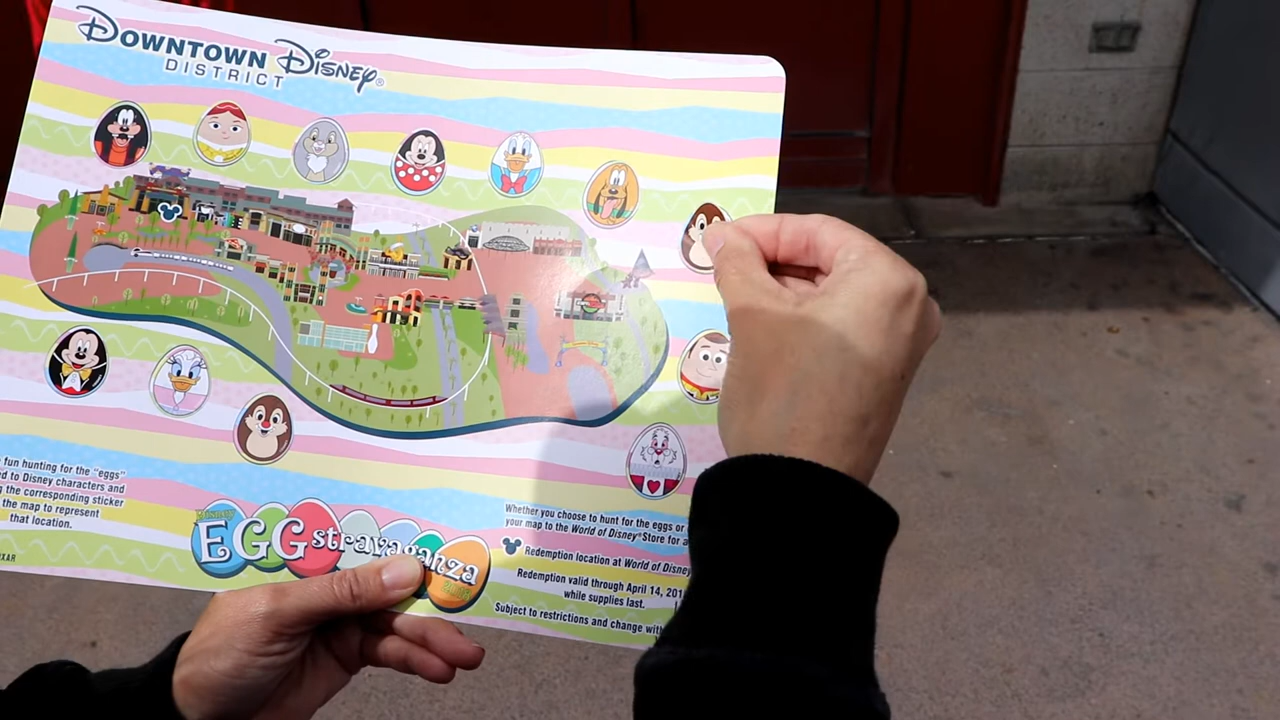 DOWNTOWN DISNEY®
DISTRICT
fun hunting for the "eggs"
to Disney characters and
the corresponding sticker
the map to represent
that location.
DISNEY
EGGstravaganza
Whether you choose to hunt for the eggs or
your map to the World of Disney® Store for a
Redemption location at World of Disney
Redemption valid through April 14, 201
while supplies last.
Subject to restrictions and change with